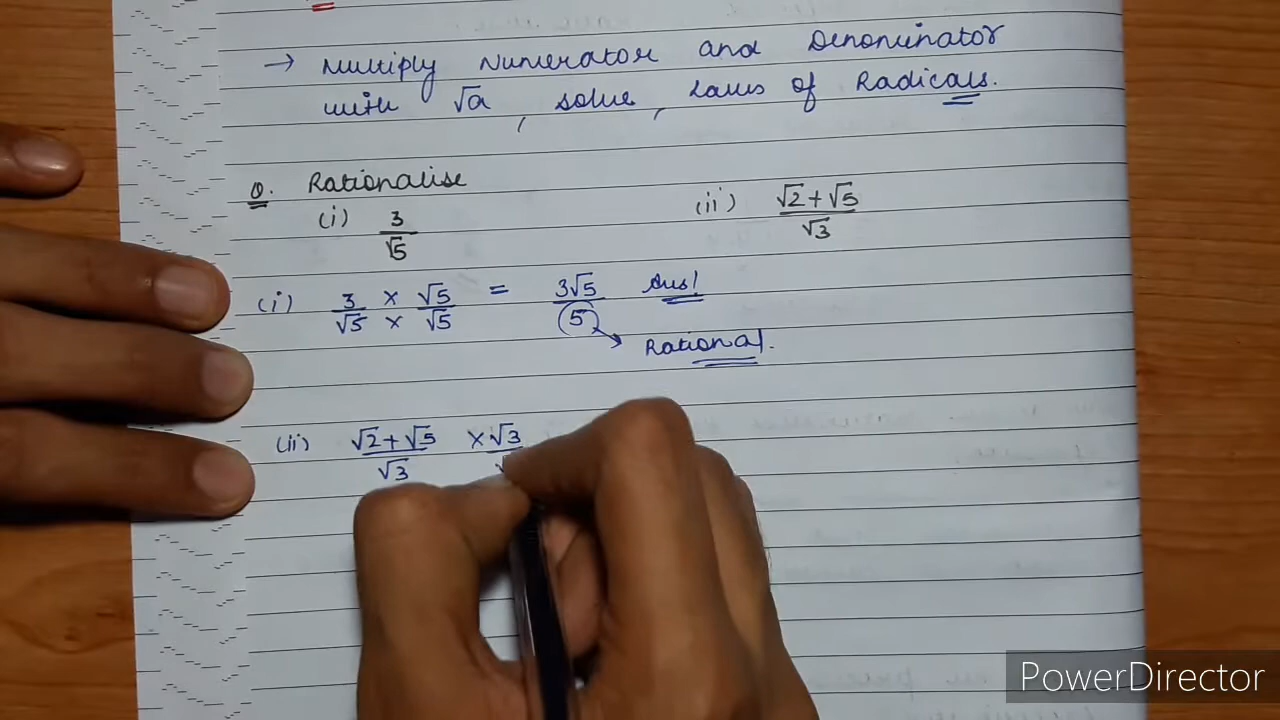 → Multiply Numerator and Denominator
with √a , solve , Laws of Radicals.
Q. Rationalise
(i) 3/√5 (ii) √2+√5/√3
(i) 3/√5 × √5/√5 = 3√5/5 Ans!
Rational.
(ii) √2+√5/√3 × √3/√
PowerDirector